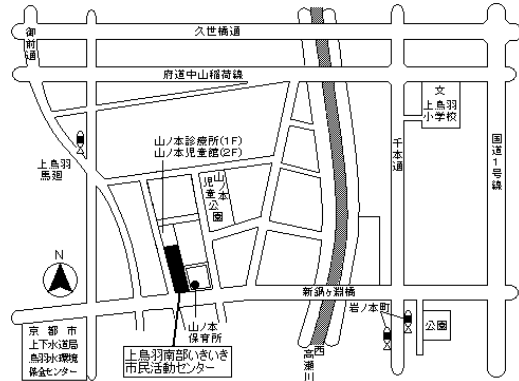 久世橋通
御前通
府道中山稲荷線
文
上鳥羽
小学校
山ノ本診療所(1F)
山ノ本児童館(2F)
千本通
国道1号線
上鳥羽
馬廻
山ノ本
児童公園
N
新鍋ヶ淵橋
岩ノ本町
公園
山ノ本
保育所
京都市
上下水道局
鳥羽水環境
保全センター
上鳥羽南部いきいき
市民活動センター
西高瀬川